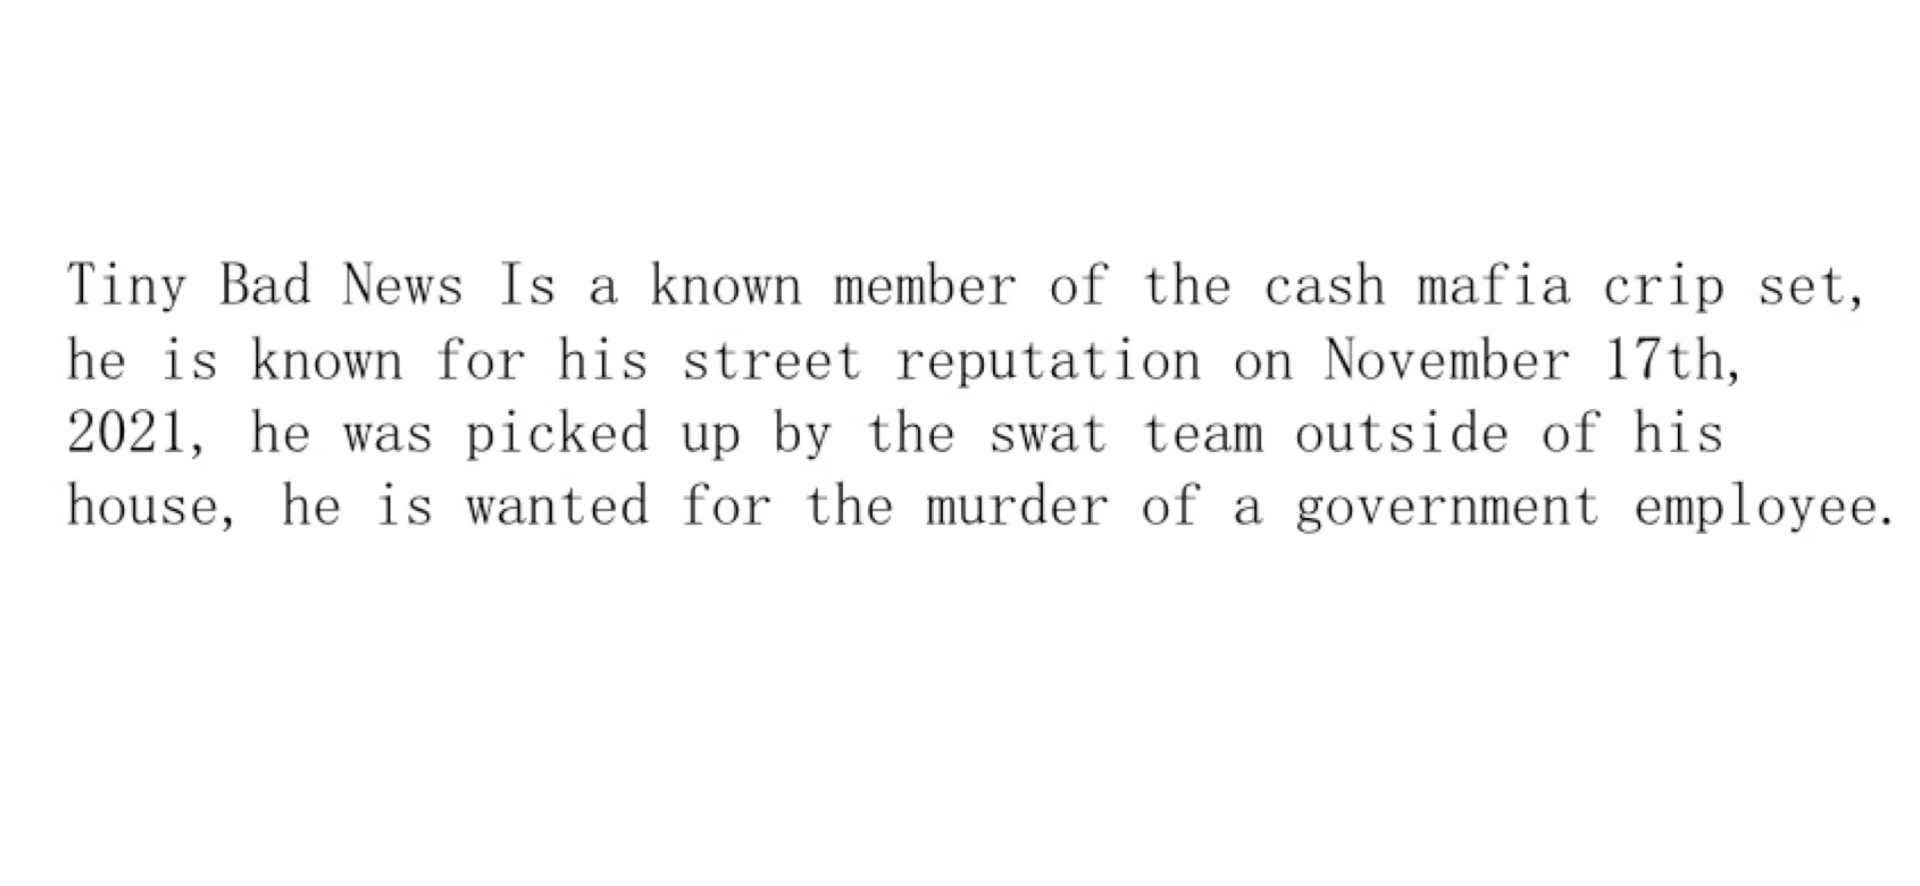 Tiny Bad News Is a known member of the cash mafia crip set,
he is known for his street reputation on November 17th,
2021, he was picked up by the swat team outside of his
house, he is wanted for the murder of a government employee.